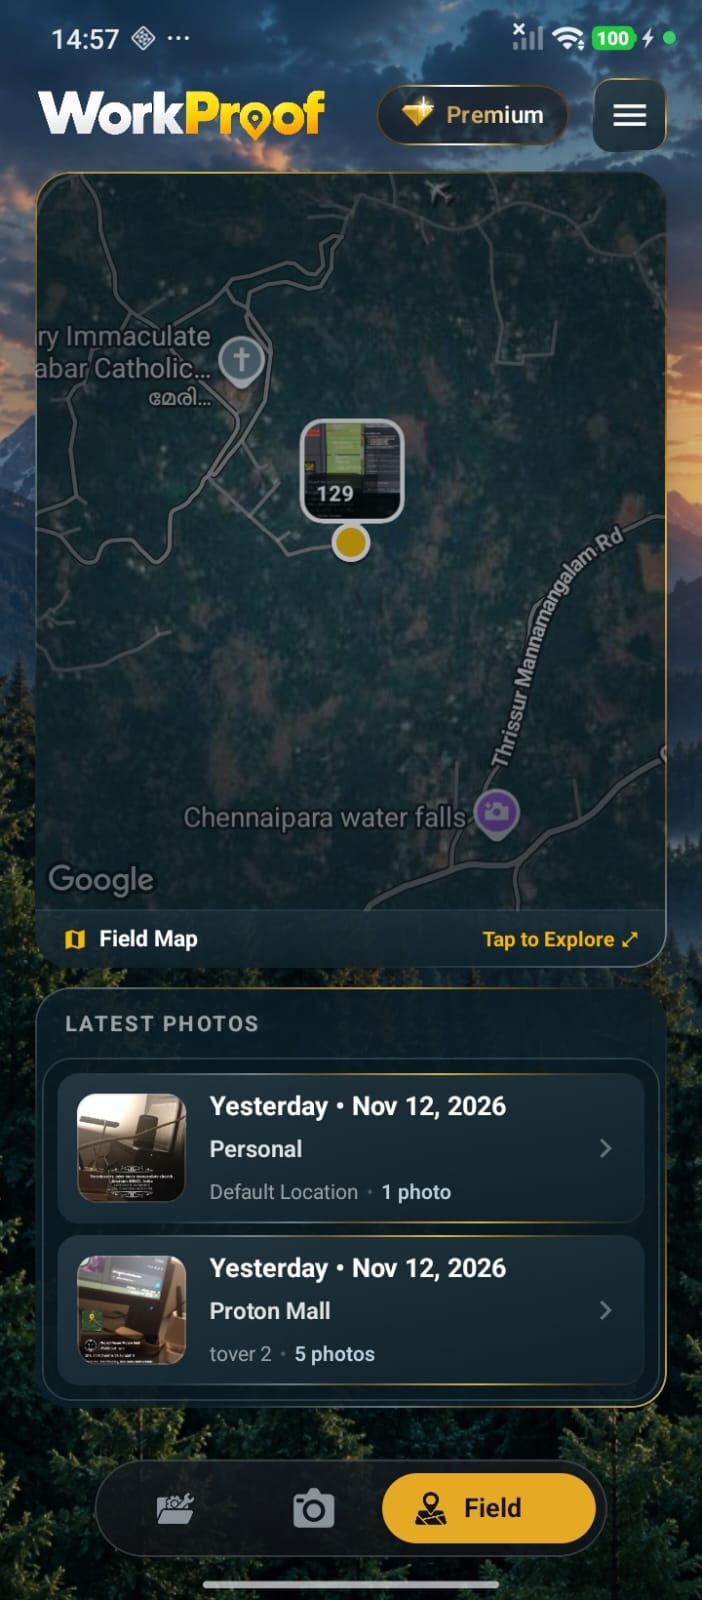 14:57
100
WorkProof
Premium
ry Immaculate
abar Catholic...
മേരി...
129
Thrissur Mannamangalam Rd
Chennaipara water falls
Google
Field Map
Tap to Explore
LATEST PHOTOS
Yesterday • Nov 12, 2026
Personal
Default Location • 1 photo
Yesterday • Nov 12, 2026
Proton Mall
tover 2 • 5 photos
Field